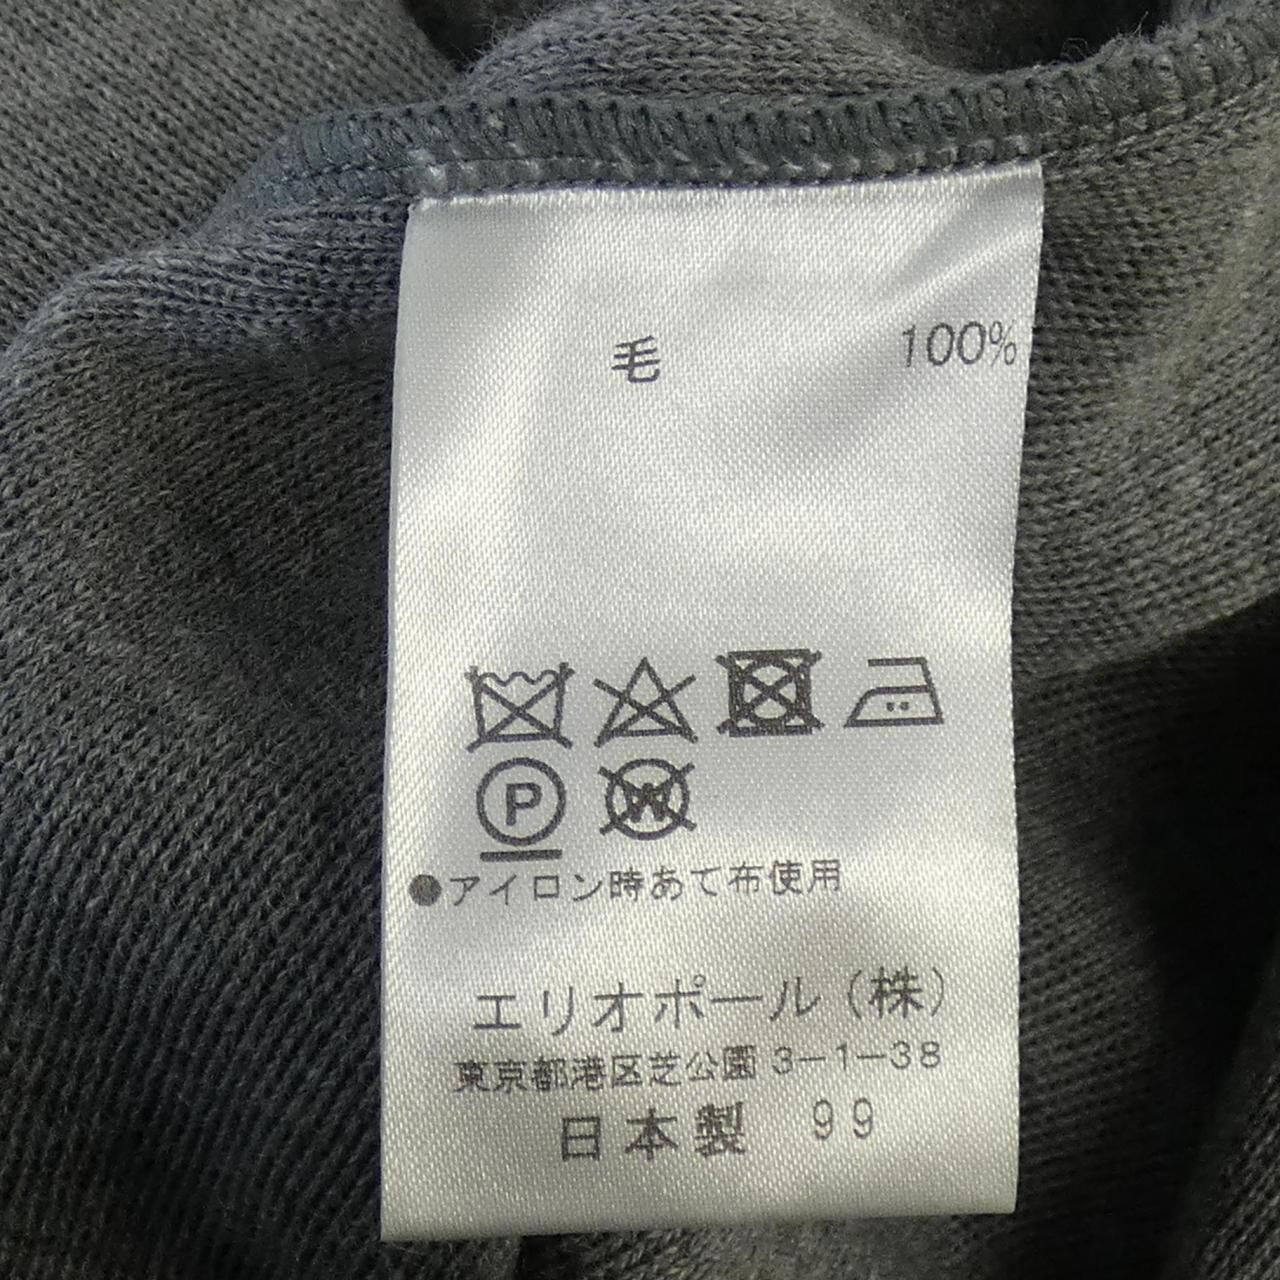 毛 100%
P W
●アイロン時あて布使用
エリオポール(株)
東京都港区芝公園3-1-38
日本製 99